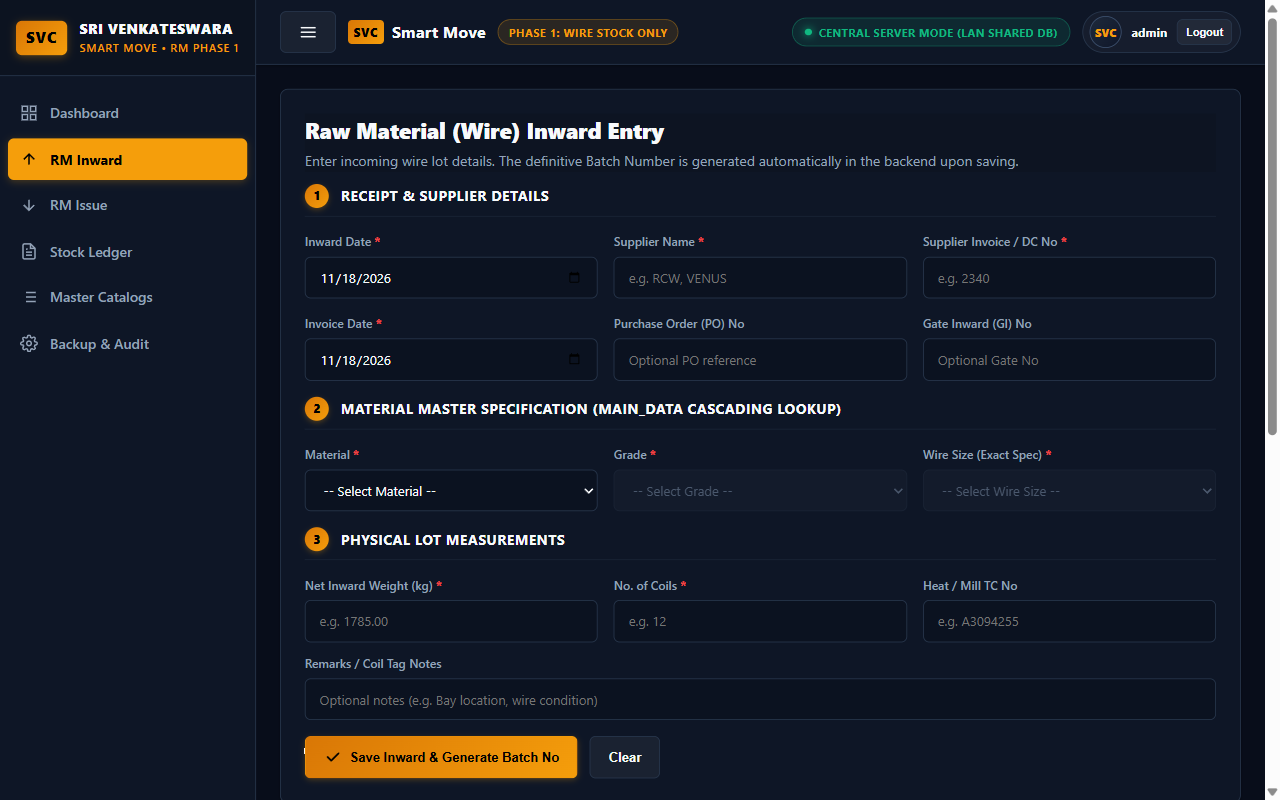 SVC
SRI VENKATESWARA
SMART MOVE • RM PHASE 1
SVC Smart Move
PHASE 1: WIRE STOCK ONLY
CENTRAL SERVER MODE (LAN SHARED DB)
SVC admin Logout
Dashboard
RM Inward
RM Issue
Stock Ledger
Master Catalogs
Backup & Audit
Raw Material (Wire) Inward Entry
Enter incoming wire lot details. The definitive Batch Number is generated automatically in the backend upon saving.
1 RECEIPT & SUPPLIER DETAILS
Inward Date * Supplier Name * Supplier Invoice / DC No *
11/18/2026 e.g. RCW, VENUS e.g. 2340
Invoice Date * Purchase Order (PO) No Gate Inward (GI) No
11/18/2026 Optional PO reference Optional Gate No
2 MATERIAL MASTER SPECIFICATION (MAIN_DATA CASCADING LOOKUP)
Material * Grade * Wire Size (Exact Spec) *
-- Select Material -- -- Select Grade -- -- Select Wire Size --
3 PHYSICAL LOT MEASUREMENTS
Net Inward Weight (kg) * No. of Coils * Heat / Mill TC No
e.g. 1785.00 e.g. 12 e.g. A3094255
Remarks / Coil Tag Notes
Optional notes (e.g. Bay location, wire condition)
Save Inward & Generate Batch No Clear